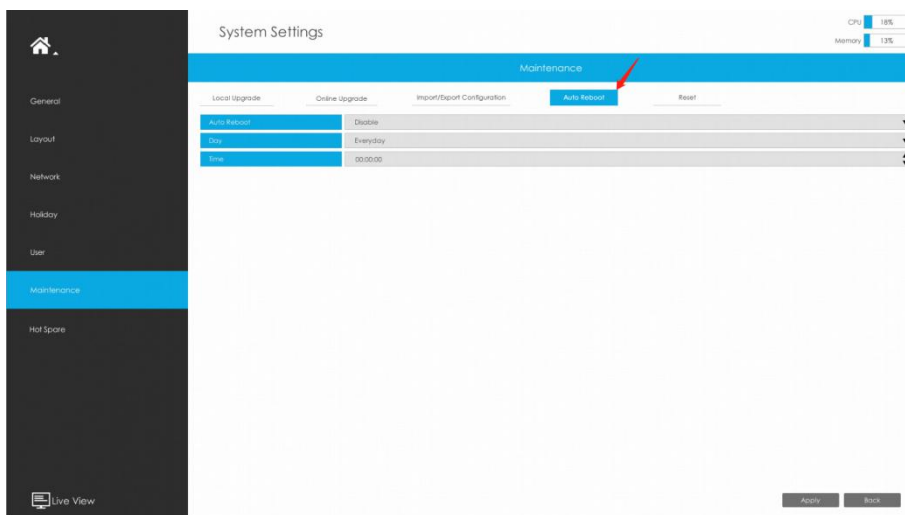 System Settings
CPU 18%
Memory 13%
Maintenance
Local Upgrade Online Upgrade Import/Export Configuration Auto Reboot Reset
Auto Reboot Disable
Day Everyday
Time 00:00:00
General
Layout
Network
Holiday
User
Maintenance
Hot Spare
Live View
Apply Back